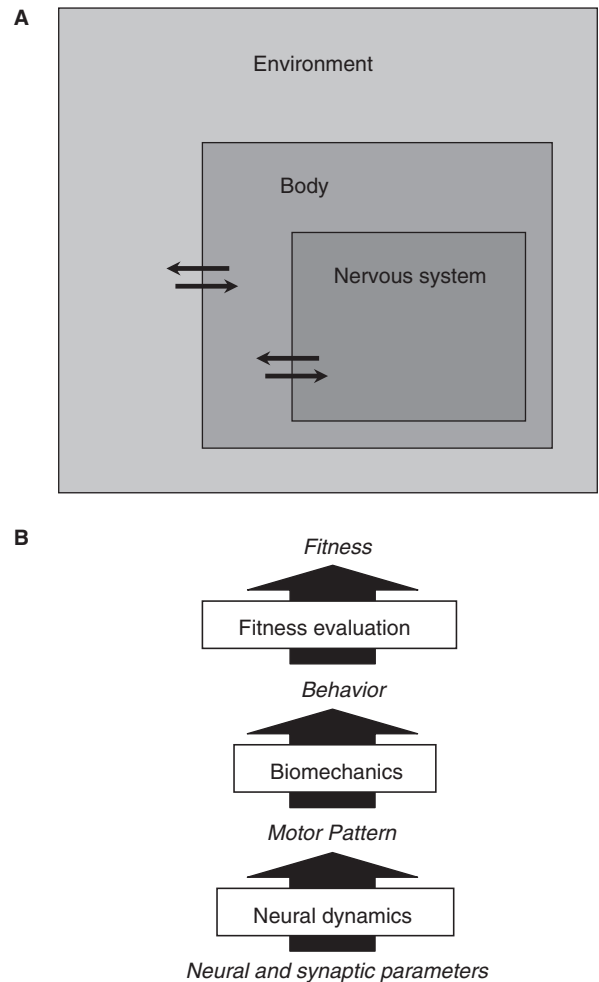 A
Environment
Body
Nervous system
B
Fitness
Fitness evaluation
Behavior
Biomechanics
Motor Pattern
Neural dynamics
Neural and synaptic parameters